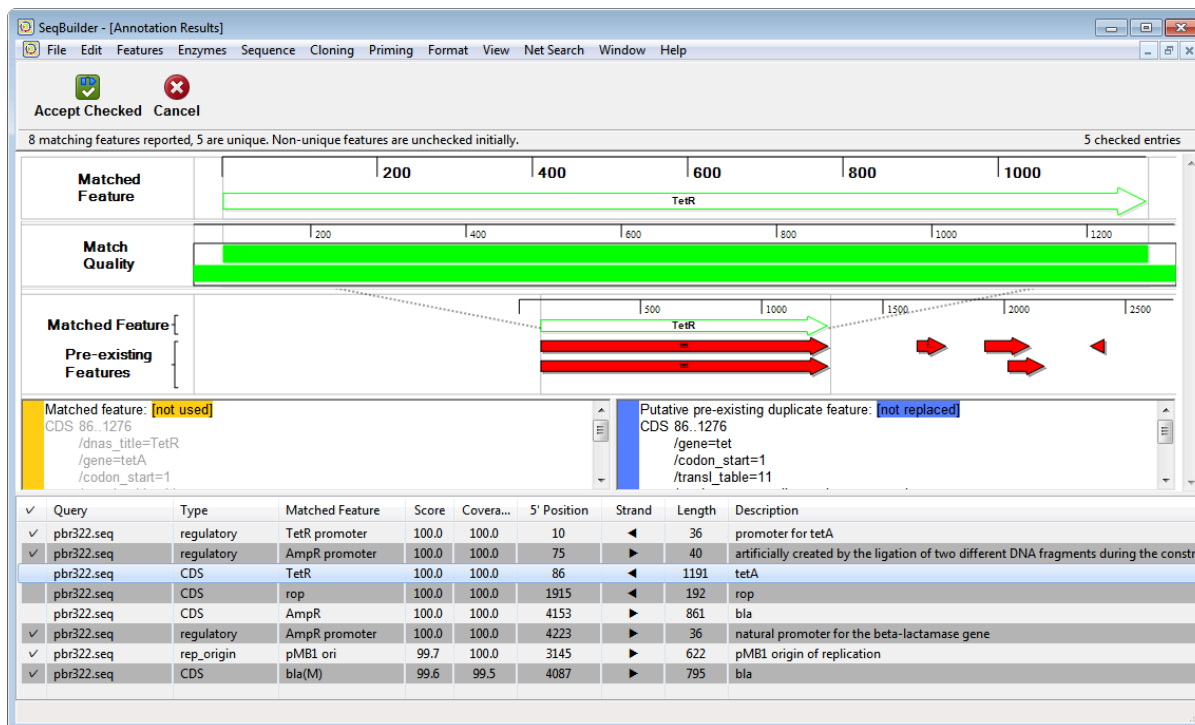 SeqBuilder - [Annotation Results]
File Edit Features Enzymes Sequence Cloning Priming Format View Net Search Window Help
Accept Checked Cancel
8 matching features reported, 5 are unique. Non-unique features are unchecked initially. 5 checked entries
Matched Feature
200 400 600 800 1000
TetR
Match Quality
200 400 600 800 1000 1200
500 1000 1500 2000 2500
Matched Feature
TetR
Pre-existing Features
tet
tet
Matched feature: [not used]
CDS 86..1276
/dnas_title=TetR
/gene=tetA
/codon_start=1
Putative pre-existing duplicate feature: [not replaced]
CDS 86..1276
/gene=tet
/codon_start=1
/transl_table=11
✓ Query Type Matched Feature Score Covera... 5' Position Strand Length Description
✓ pbr322.seq regulatory TetR promoter 100.0 100.0 10 ◄ 36 promoter for tetA
✓ pbr322.seq regulatory AmpR promoter 100.0 100.0 75 ► 40 artificially created by the ligation of two different DNA fragments during the constr
pbr322.seq CDS TetR 100.0 100.0 86 ◄ 1191 tetA
pbr322.seq CDS rop 100.0 100.0 1915 ◄ 192 rop
pbr322.seq CDS AmpR 100.0 100.0 4153 ► 861 bla
✓ pbr322.seq regulatory AmpR promoter 100.0 100.0 4223 ► 36 natural promoter for the beta-lactamase gene
✓ pbr322.seq rep_origin pMB1 ori 99.7 100.0 3145 ► 622 pMB1 origin of replication
✓ pbr322.seq CDS bla(M) 99.6 99.5 4087 ► 795 bla